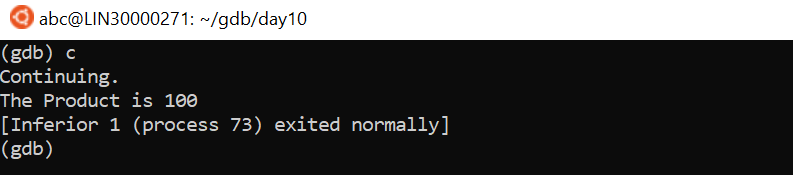 abc@LIN30000271: ~/gdb/day10
(gdb) c
Continuing.
The Product is 100
[Inferior 1 (process 73) exited normally]
(gdb)